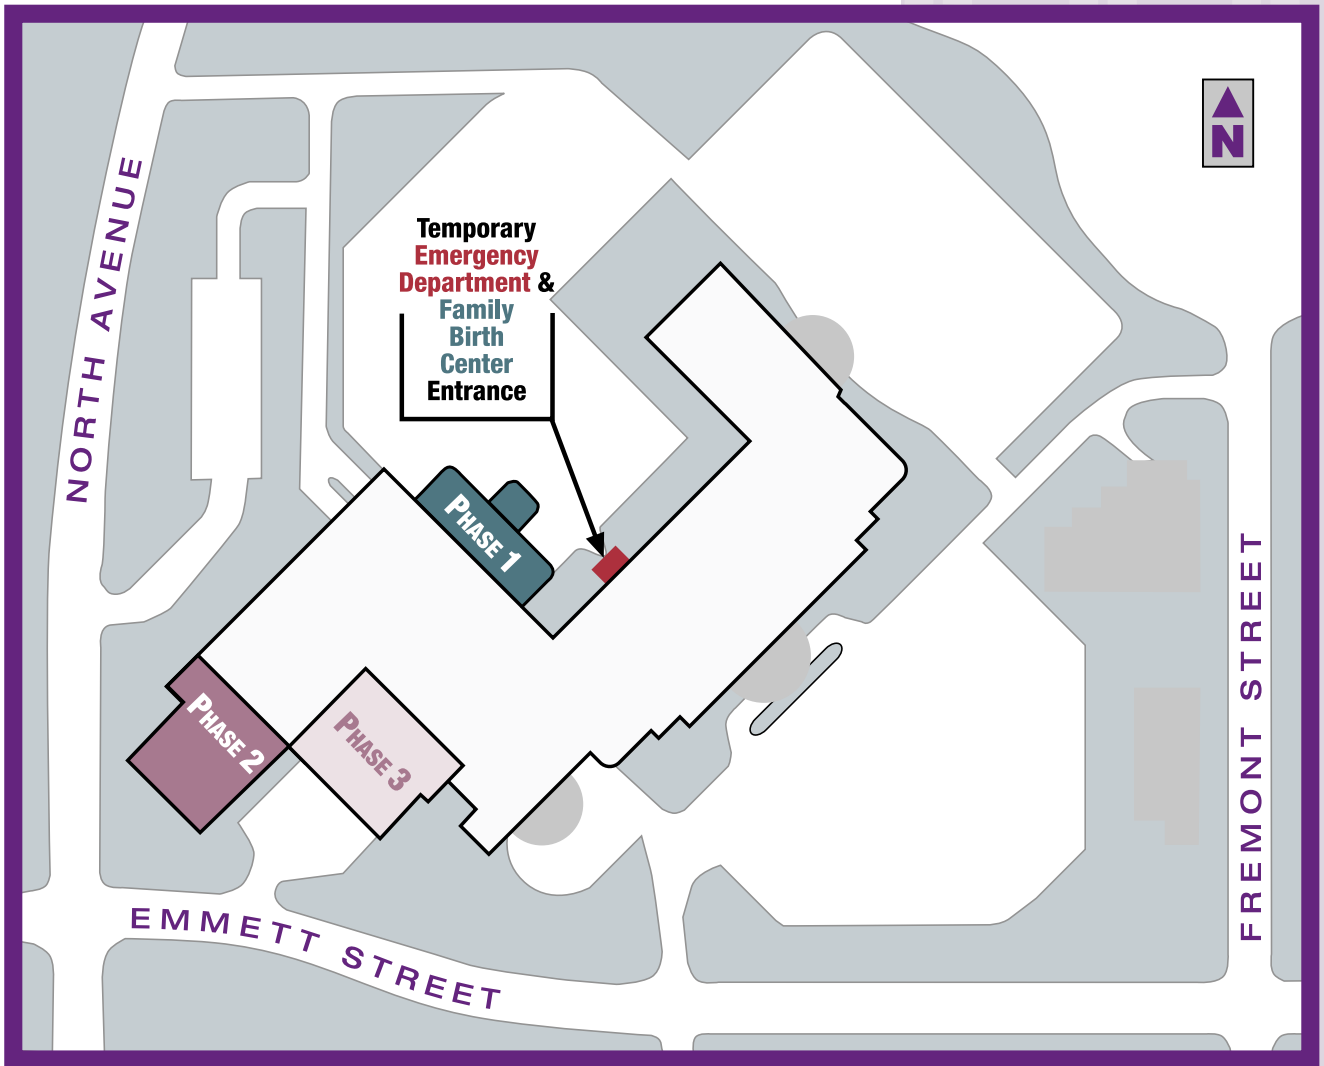 N
NORTH AVENUE
Temporary
Emergency
Department &
Family
Birth
Center
Entrance
PHASE 1
PHASE 2
PHASE 3
EMMETT STREET
FREMONT STREET